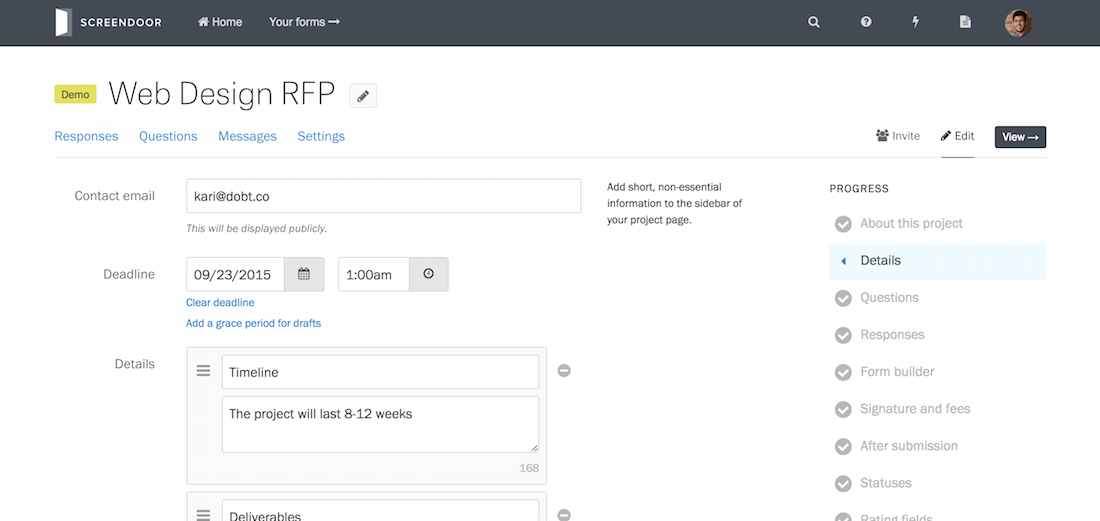 SCREENDOOR Home Your forms →
Demo Web Design RFP
Responses Questions Messages Settings Invite Edit View →
Contact email kari@dobt.co
This will be displayed publicly.
Add short, non-essential
information to the sidebar of
your project page.
Deadline 09/23/2015 1:00am
Clear deadline
Add a grace period for drafts
Details
Timeline
The project will last 8-12 weeks
168
Deliverables
PROGRESS
About this project
Details
Questions
Responses
Form builder
Signature and fees
After submission
Statuses
Rating fields